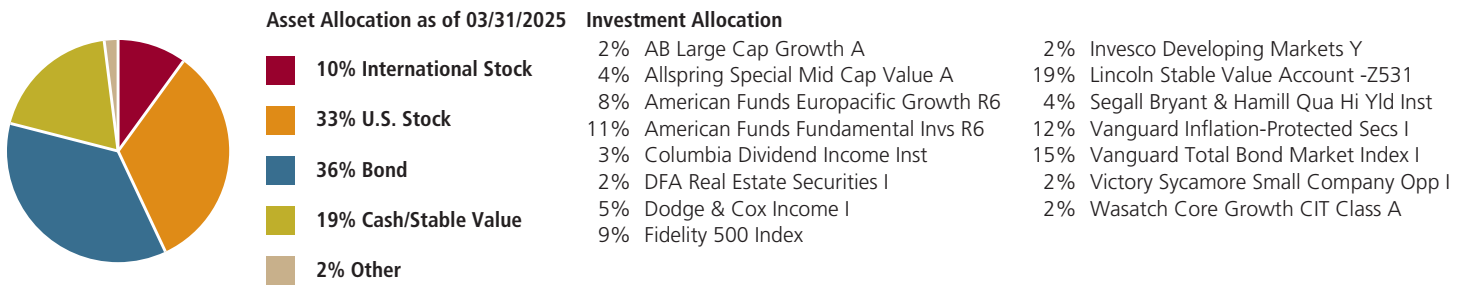 Asset Allocation as of 03/31/2025
10% International Stock
33% U.S. Stock
36% Bond
19% Cash/Stable Value
2% Other
Investment Allocation
2% AB Large Cap Growth A
4% Allspring Special Mid Cap Value A
8% American Funds Europacific Growth R6
11% American Funds Fundamental Invs R6
3% Columbia Dividend Income Inst
2% DFA Real Estate Securities I
5% Dodge & Cox Income I
9% Fidelity 500 Index
2% Invesco Developing Markets Y
19% Lincoln Stable Value Account -Z531
4% Segall Bryant & Hamill Qua Hi Yld Inst
12% Vanguard Inflation-Protected Secs I
15% Vanguard Total Bond Market Index I
2% Victory Sycamore Small Company Opp I
2% Wasatch Core Growth CIT Class A